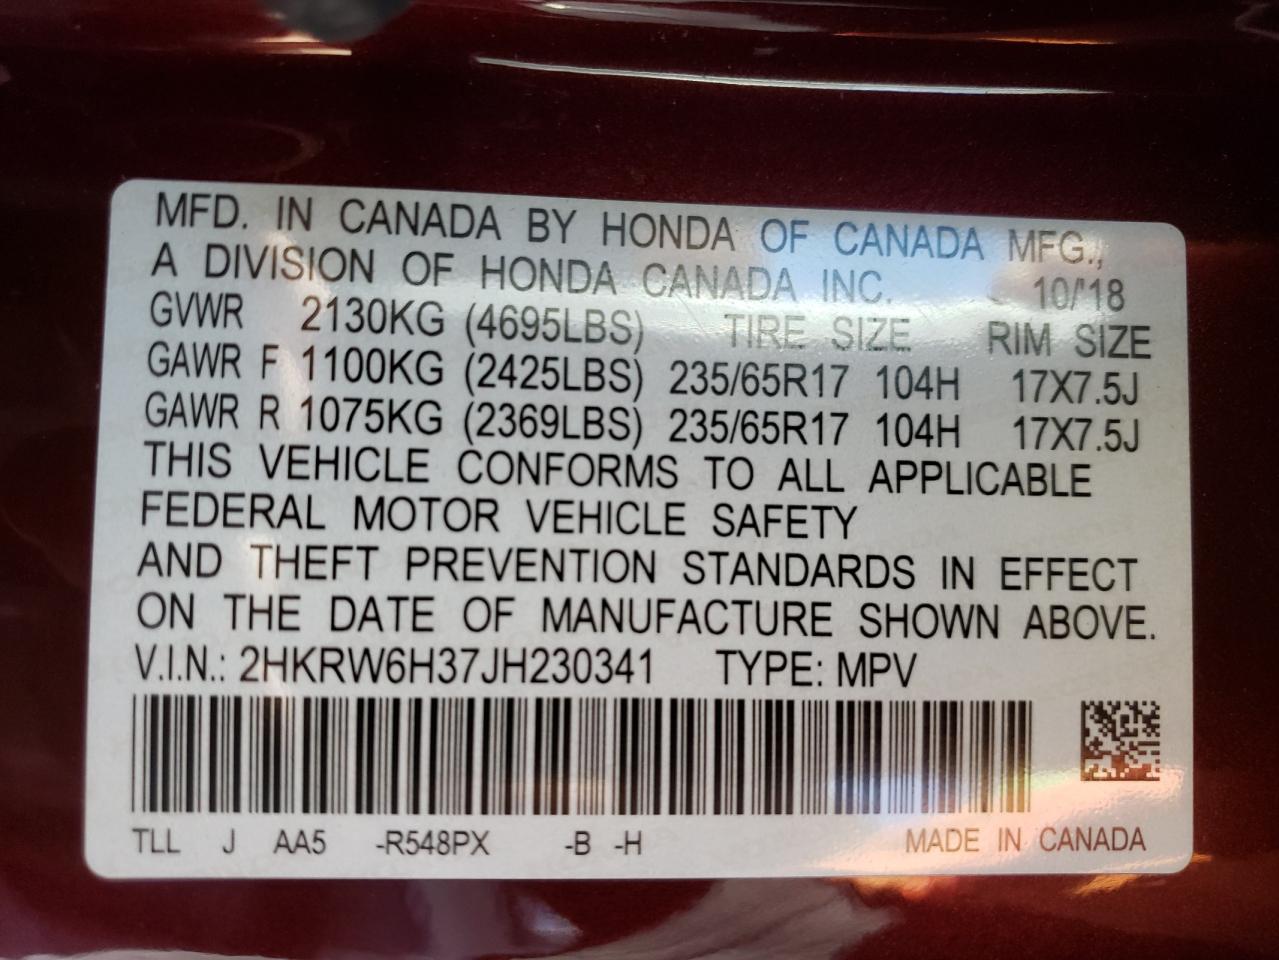 MFD. IN CANADA BY HONDA OF CANADA MFG.,
A DIVISION OF HONDA CANADA INC. 10/'18
GVWR 2130KG (4695LBS) TIRE SIZE RIM SIZE
GAWR F 1100KG (2425LBS) 235/65R17 104H 17X7.5J
GAWR R 1075KG (2369LBS) 235/65R17 104H 17X7.5J
THIS VEHICLE CONFORMS TO ALL APPLICABLE
FEDERAL MOTOR VEHICLE SAFETY
AND THEFT PREVENTION STANDARDS IN EFFECT
ON THE DATE OF MANUFACTURE SHOWN ABOVE.
V.I.N.: 2HKRW6H37JH230341 TYPE: MPV
TLL J AA5 -R548PX -B -H MADE IN CANADA